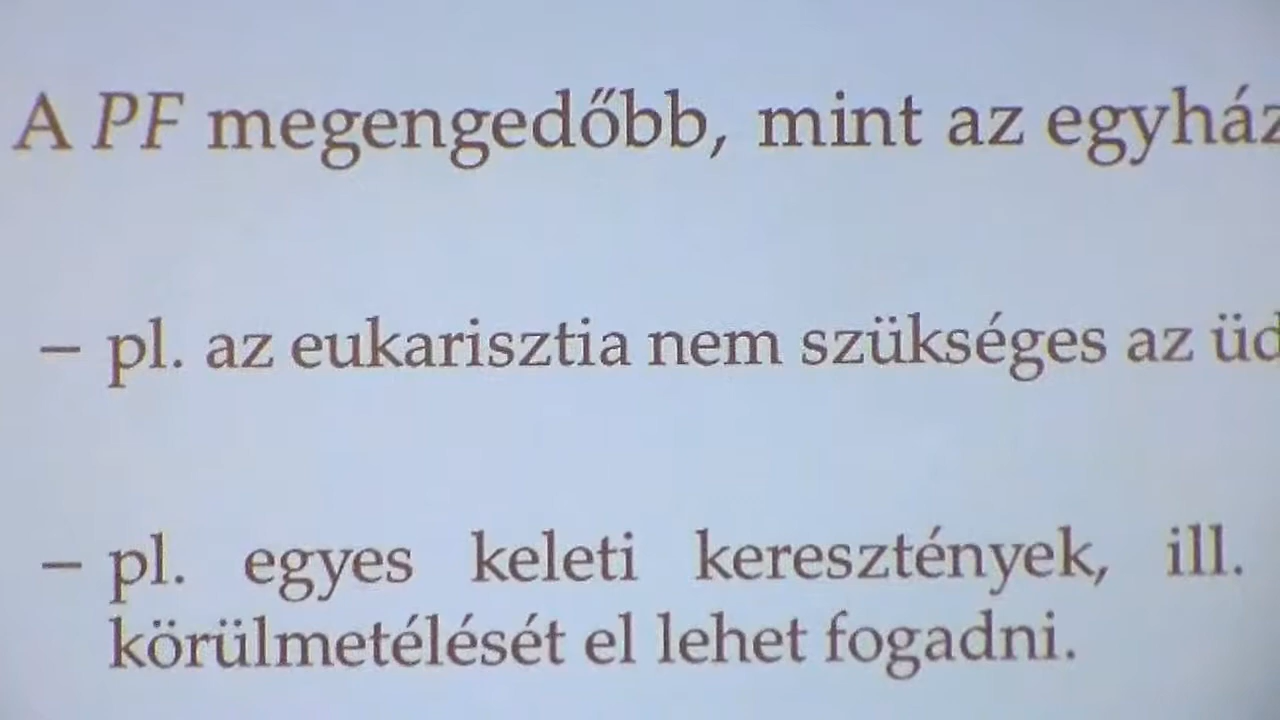 A PF megengedőbb, mint az egyház
– pl. az eukarisztia nem szükséges az üd
– pl. egyes keleti keresztények, ill.
körülmetélését el lehet fogadni.